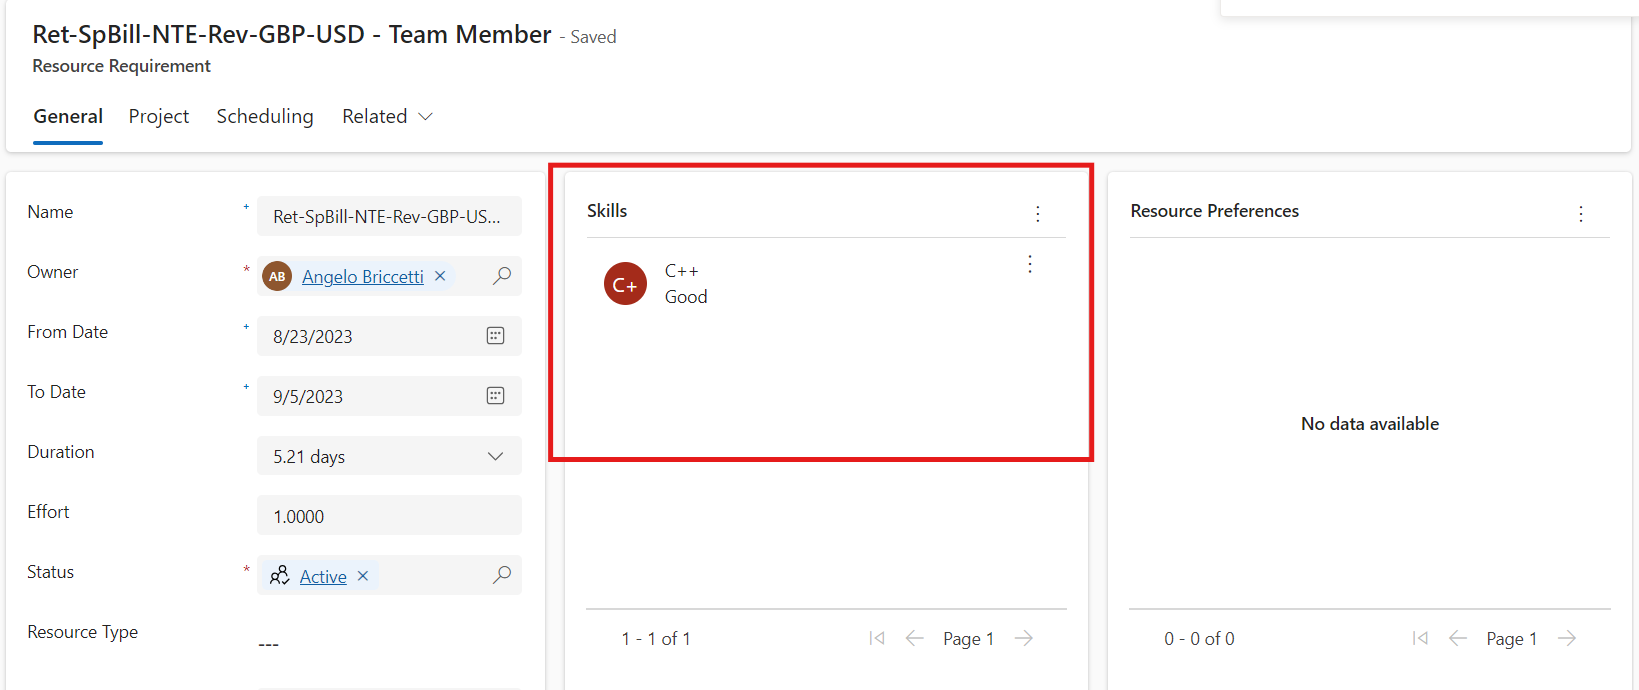 Ret-SpBill-NTE-Rev-GBP-USD - Team Member - Saved
Resource Requirement
General Project Scheduling Related
Name + Ret-SpBill-NTE-Rev-GBP-US...
Owner * AB Angelo Briccetti
From Date + 8/23/2023
To Date + 9/5/2023
Duration 5.21 days
Effort 1.0000
Status * Active
Resource Type ---
Skills
C+ C++
Good
1 - 1 of 1 Page 1
Resource Preferences
No data available
0 - 0 of 0 Page 1